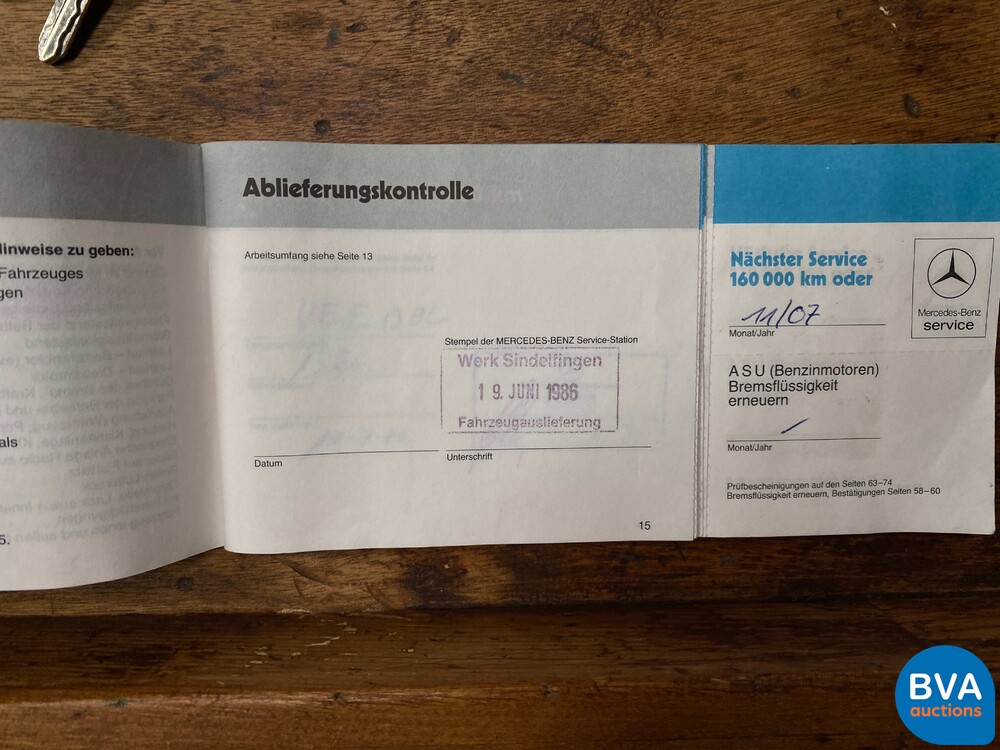 Hinweise zu geben:
Fahrzeuges
gen
als
5.
Ablieferungskontrolle
Arbeitsumfang siehe Seite 13
Stempel der MERCEDES-BENZ Service-Station
Werk Sindelfingen
19. JUNI 1986
Fahrzeugauslieferung
Datum
Unterschrift
15
Nächster Service
160 000 km oder
11/07
Monat/Jahr
Mercedes-Benz
service
A S U (Benzinmotoren)
Bremsflüssigkeit
erneuern
Monat/Jahr
Prüfbescheinigungen auf den Seiten 63–74
Bremsflüssigkeit erneuern, Bestätigungen Seiten 58–60
BVA
auctions